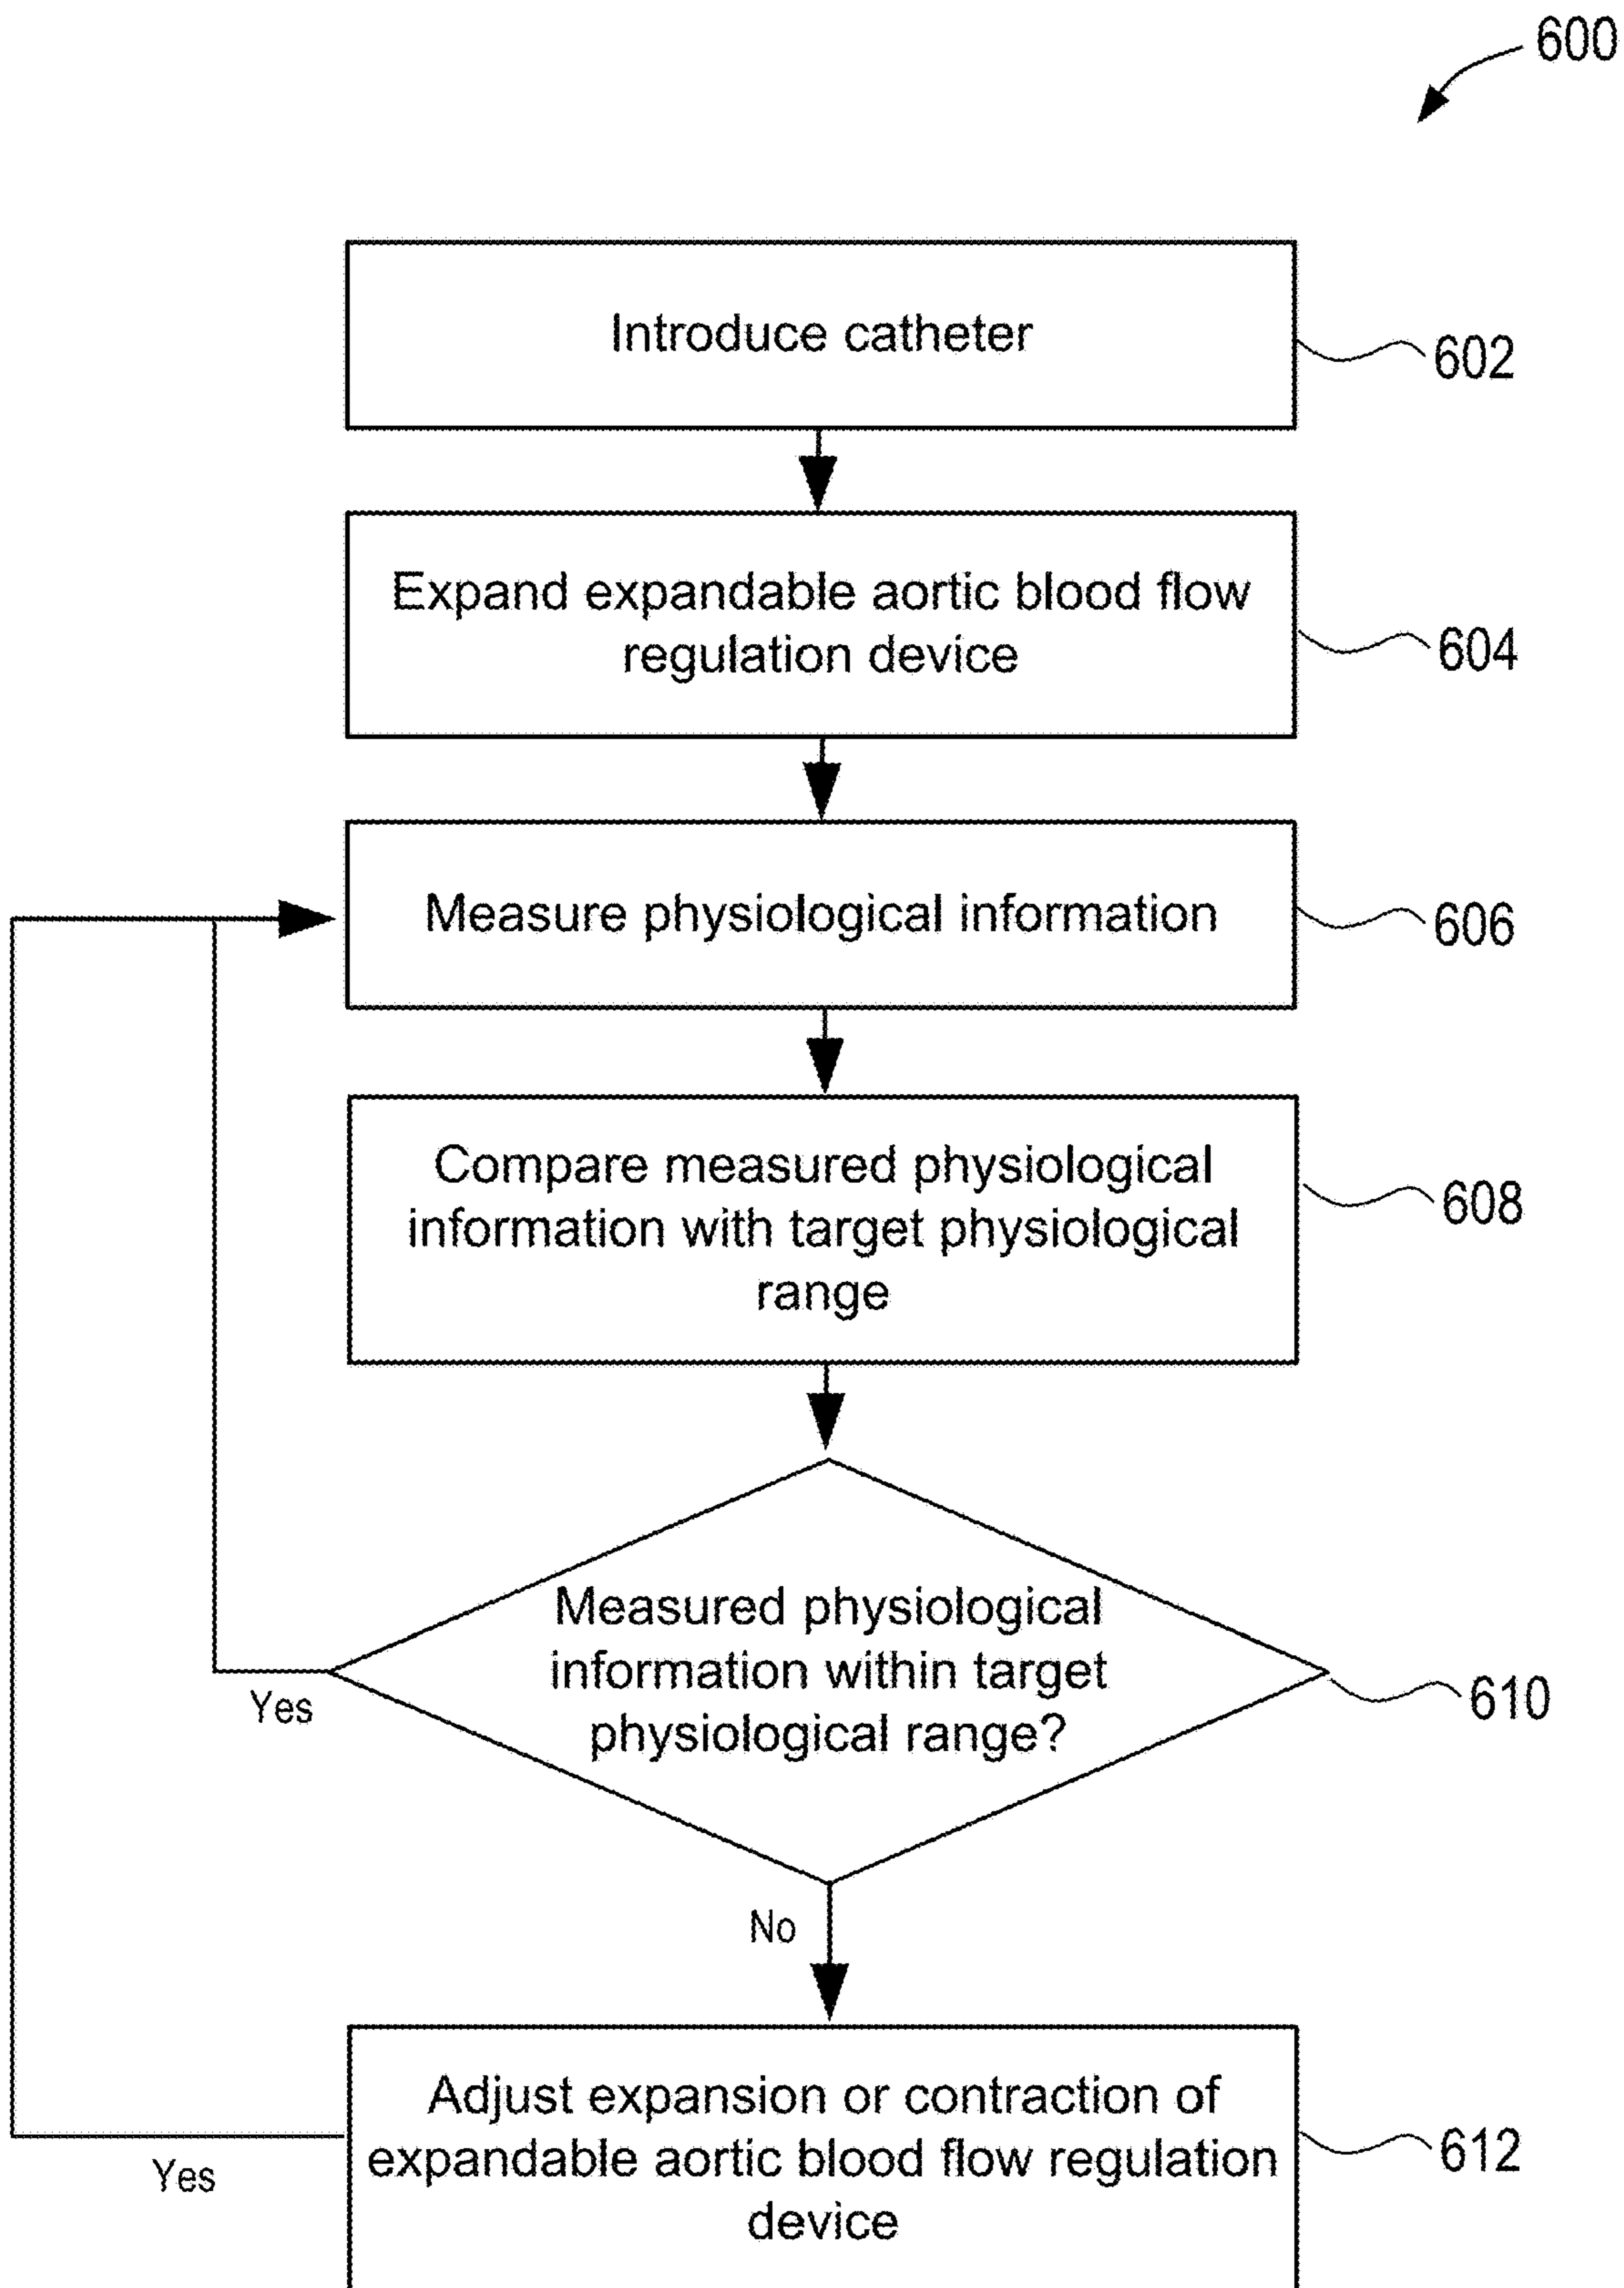 600
Introduce catheter
602
Expand expandable aortic blood flow
regulation device
604
Measure physiological information
606
Compare measured physiological
information with target physiological
range
608
Measured physiological
information within target
physiological range?
610
Yes
No
Adjust expansion or contraction of
expandable aortic blood flow regulation
device
612
Yes